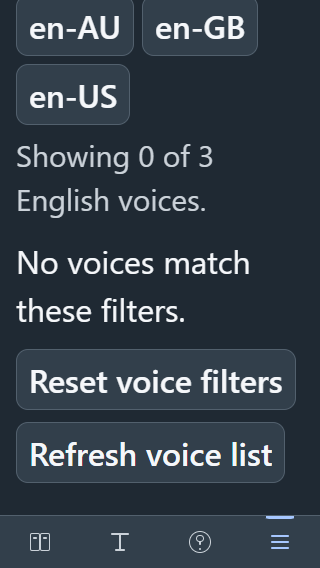 en-AU en-GB
en-US
Showing 0 of 3
English voices.
No voices match
these filters.
Reset voice filters
Refresh voice list